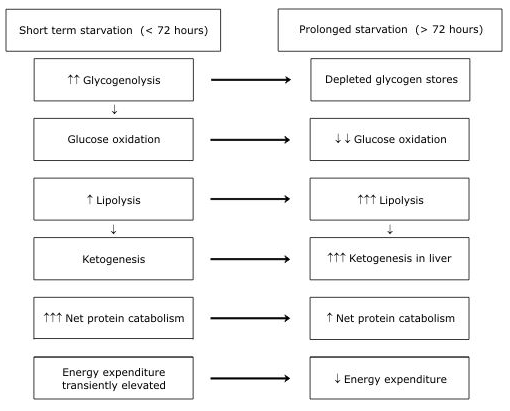 Short term starvation (< 72 hours)
Prolonged starvation (> 72 hours)
↑↑ Glycogenolysis
Depleted glycogen stores
↓
Glucose oxidation
↓↓ Glucose oxidation
↑ Lipolysis
↑↑↑ Lipolysis
↓
↓
Ketogenesis
↑↑↑ Ketogenesis in liver
↑↑↑ Net protein catabolism
↑ Net protein catabolism
Energy expenditure
transiently elevated
↓ Energy expenditure